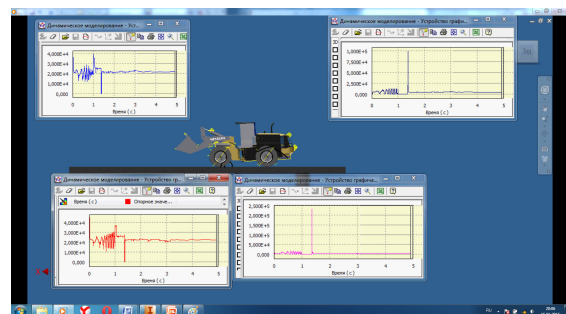 Динамическое моделирование - Уст...
4,000E+4
3,000E+4
2,000E+4
1,000E+4
0,000
0 1 2 3 4 5
Время (с)
Динамическое моделирование - Устройство графи...
1,000E+5
7,500E+4
5,000E+4
2,500E+4
0,000
0 1 2 3 4 5
Время (с)
Динамическое моделирование - Устройство гр...
Время (с) Опорное значе...
4,000E+4
3,000E+4
2,000E+4
1,000E+4
0,000
0 1 2 3 4 5
Время (с)
Динамическое моделирование - Устройство графиче...
2,500E+5
2,000E+5
1,500E+5
1,000E+5
5,000E+4
0,000
0 1 2 3 4 5
Время (с)
RU
20:06